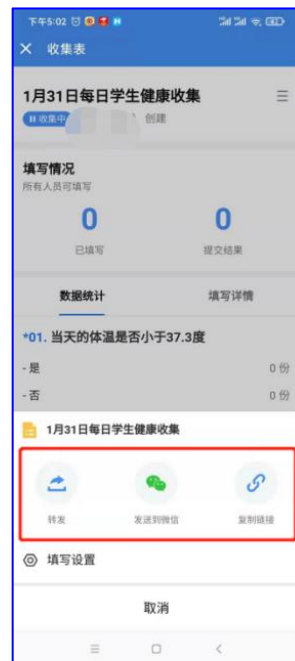 下午5:02
收集表
1月31日每日学生健康收集
收集中 创建
填写情况
所有人员可填写
0 0
已填写 提交结果
数据统计 填写详情
*01. 当天的体温是否小于37.3度
- 是 0 份
- 否 0 份
1月31日每日学生健康收集
转发 发送到微信 复制链接
填写设置
取消